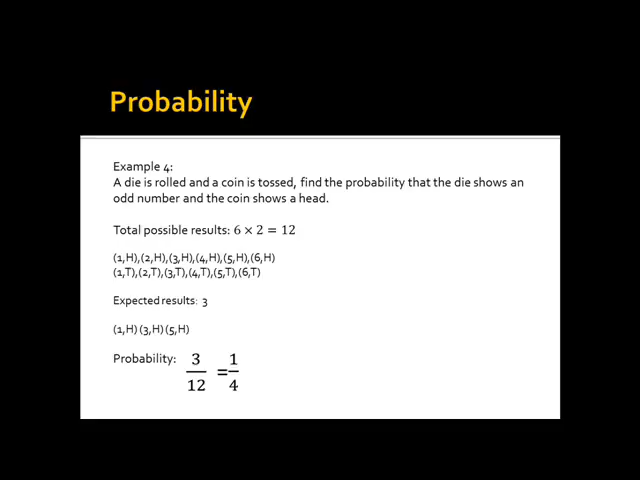 Probability
Example 4:
A die is rolled and a coin is tossed, find the probability that the die shows an
odd number and the coin shows a head.
Total possible results: 6 × 2 = 12
(1,H),(2,H),(3,H),(4,H),(5,H),(6,H)
(1,T),(2,T),(3,T),(4,T),(5,T),(6,T)
Expected results: 3
(1,H) (3,H) (5,H)
Probability: 3/12 = 1/4